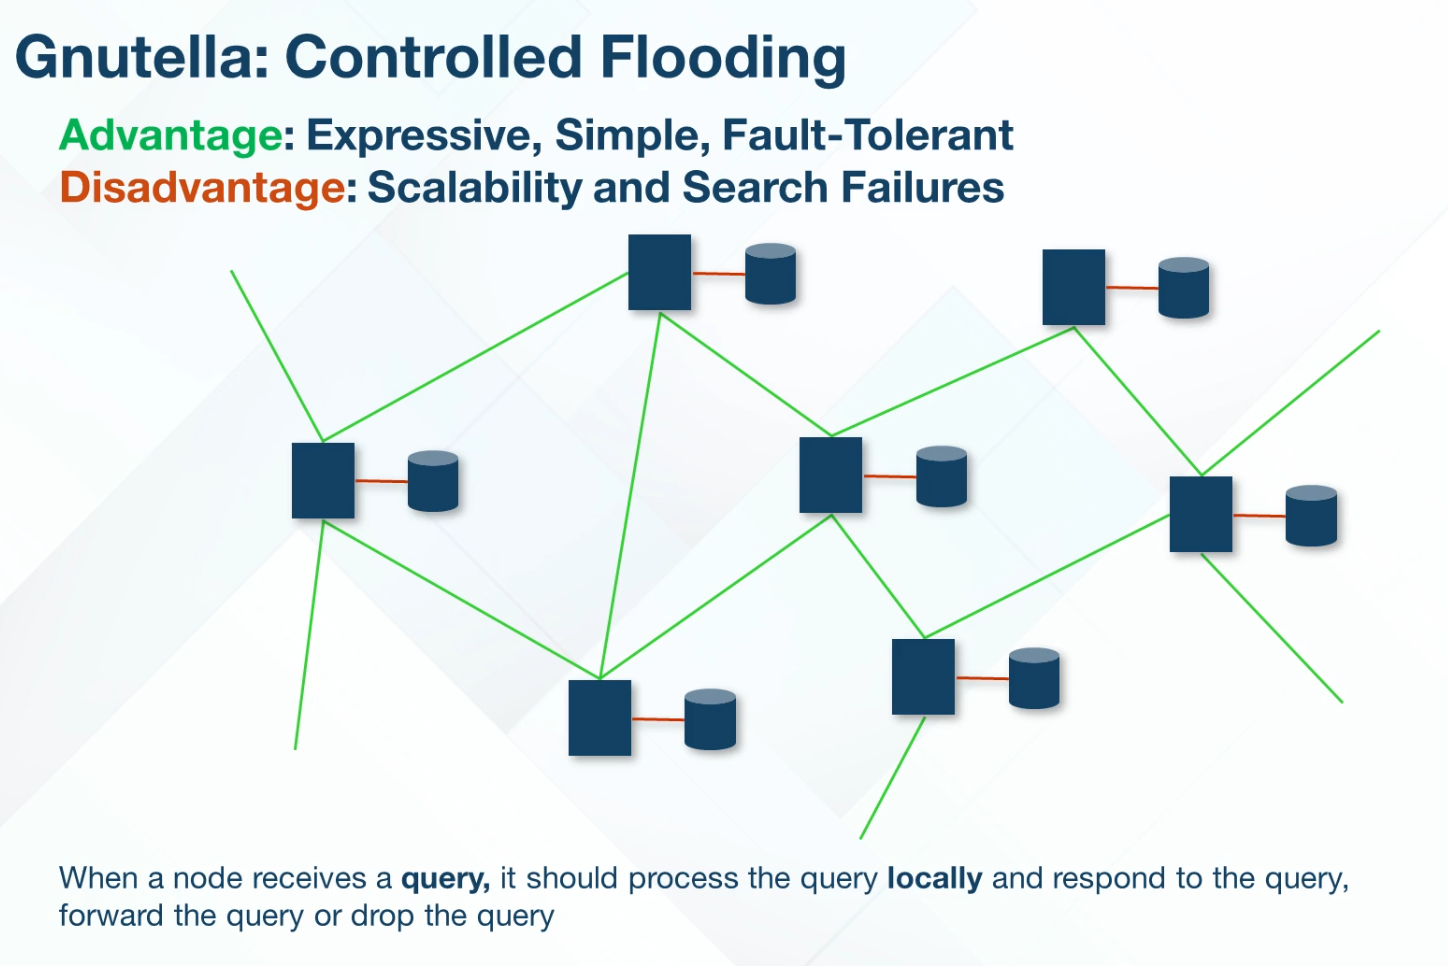 Gnutella: Controlled Flooding
Advantage: Expressive, Simple, Fault-Tolerant
Disadvantage: Scalability and Search Failures
When a node receives a query, it should process the query locally and respond to the query,
forward the query or drop the query